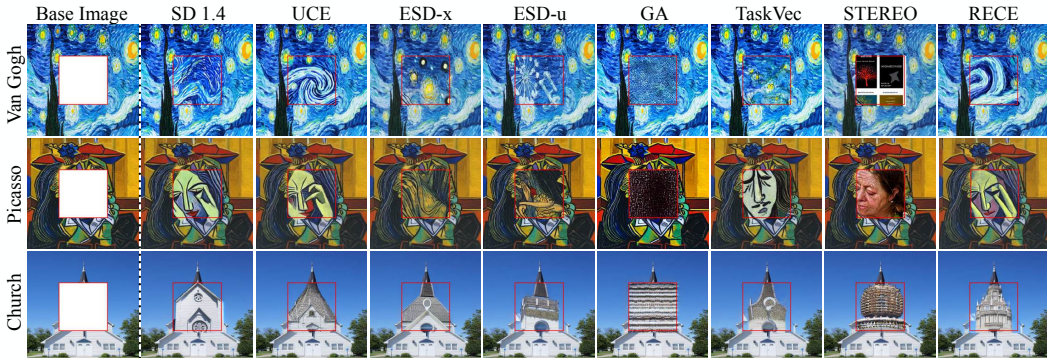 Base Image SD 1.4 UCE ESD-x ESD-u GA TaskVec STEREO RECE
Van Gogh
Picasso
Church